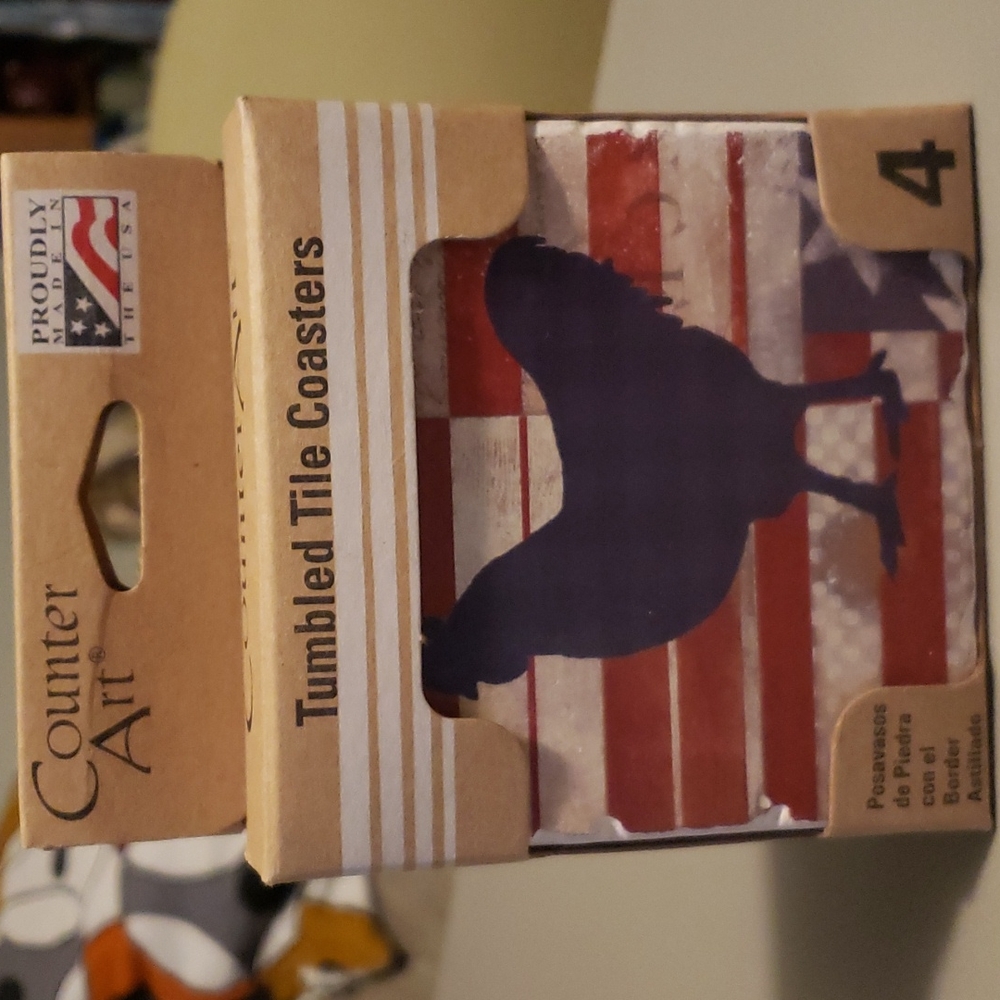 Counter
Art®
PROUDLY
MADE IN
THE USA
Tumbled Tile Coasters
Posavasos
de Piedra
con el
Border
Astillado
4